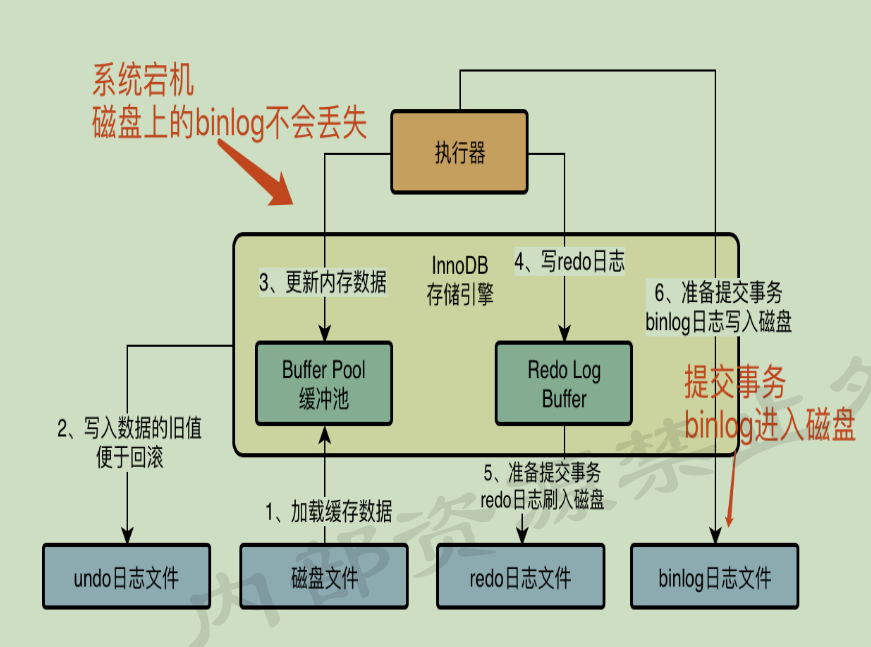 系统宕机
磁盘上的binlog不会丢失
执行器
3、更新内存数据
InnoDB
存储引擎
4、写redo日志
6、准备提交事务
binlog日志写入磁盘
Buffer Pool
缓冲池
Redo Log
Buffer
提交事务
binlog进入磁盘
2、写入数据的旧值
便于回滚
1、加载缓存数据
5、准备提交事务
redo日志刷入磁盘
undo日志文件
磁盘文件
redo日志文件
binlog日志文件
内部资源禁止